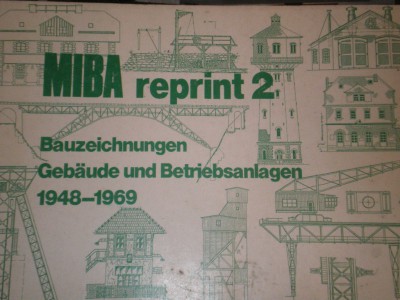 MIBA reprint 2
Bauzeichnungen
Gebäude und Betriebsanlagen
1948–1969